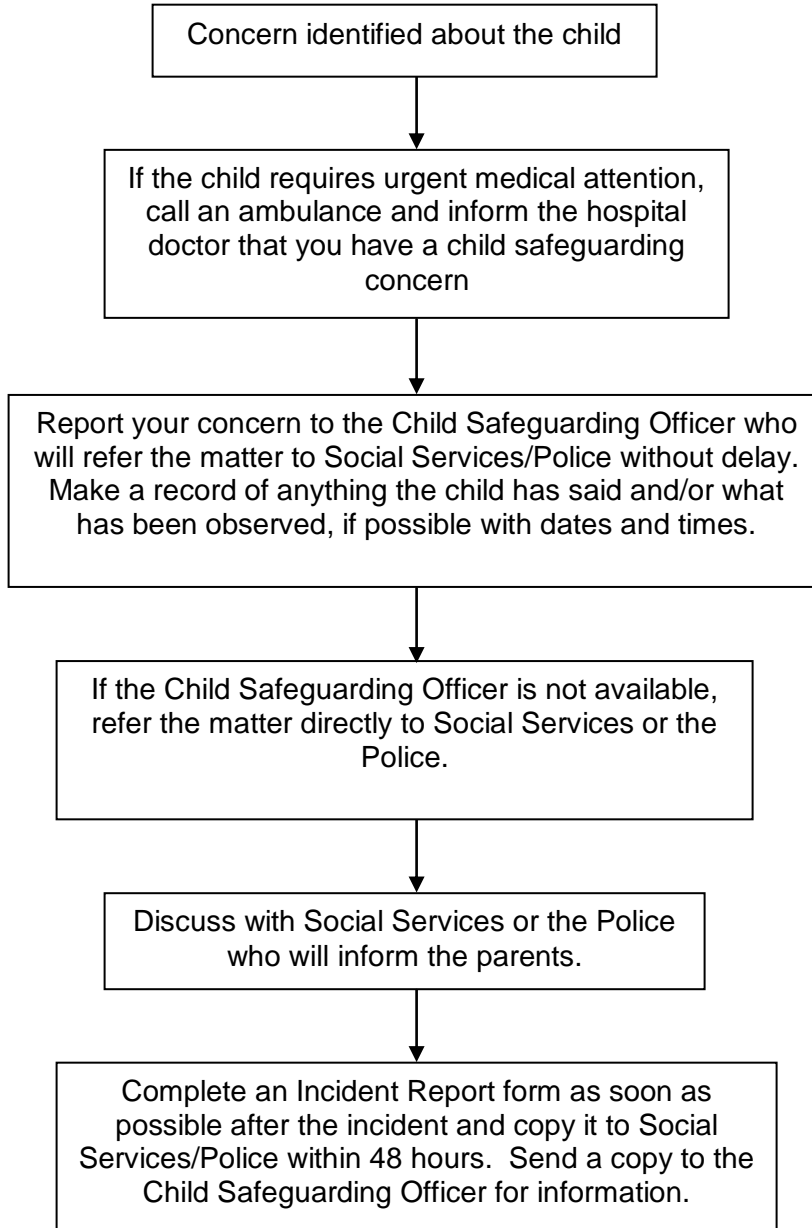 Concern identified about the child
If the child requires urgent medical attention,
call an ambulance and inform the hospital
doctor that you have a child safeguarding
concern
Report your concern to the Child Safeguarding Officer who
will refer the matter to Social Services/Police without delay.
Make a record of anything the child has said and/or what
has been observed, if possible with dates and times.
If the Child Safeguarding Officer is not available,
refer the matter directly to Social Services or the
Police.
Discuss with Social Services or the Police
who will inform the parents.
Complete an Incident Report form as soon as
possible after the incident and copy it to Social
Services/Police within 48 hours.  Send a copy to the
Child Safeguarding Officer for information.